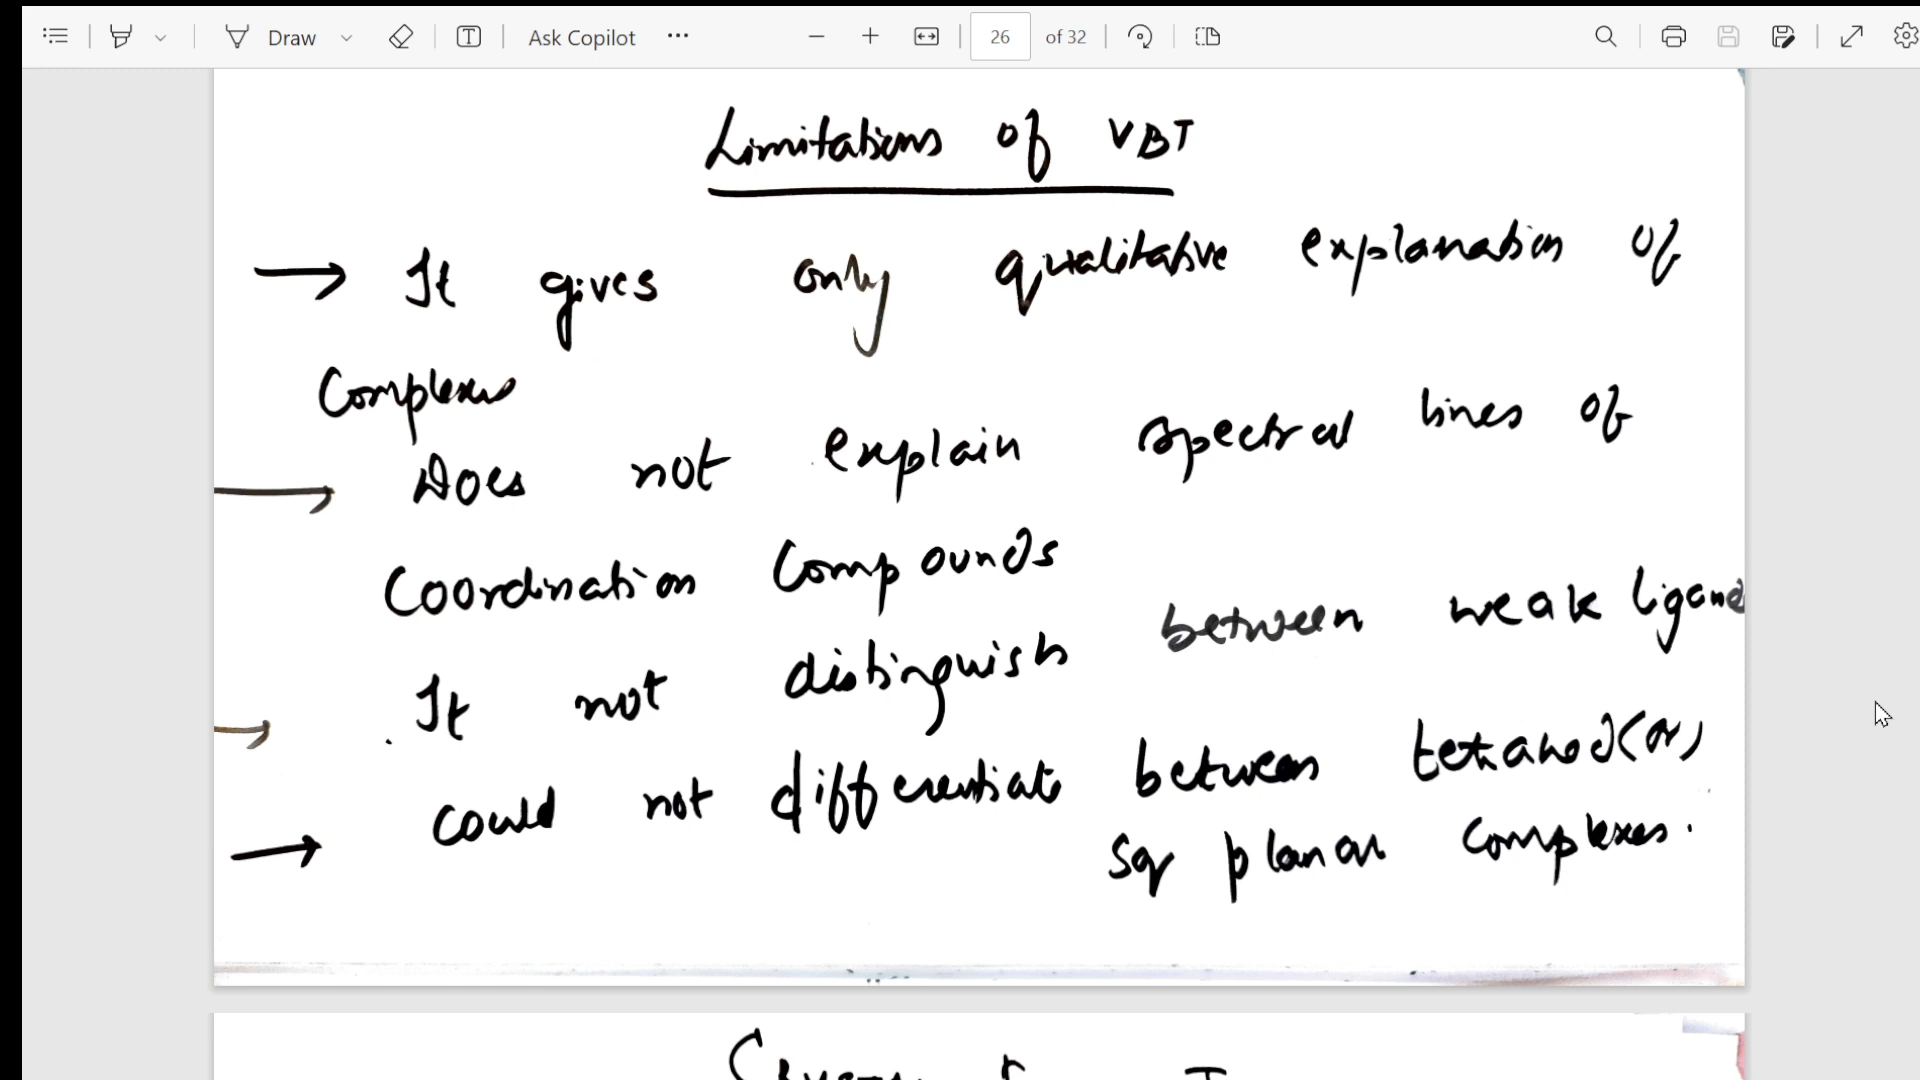 Draw
Ask Copilot
26 of 32
Limitations of VBT
→ It gives only qualitative explanation of
Complexes
→ Does not explain spectral lines of
Coordination Compounds
→ It not distinguish between weak ligand
→ could not differentiate between tetrahed(or)
sq planar complexes.